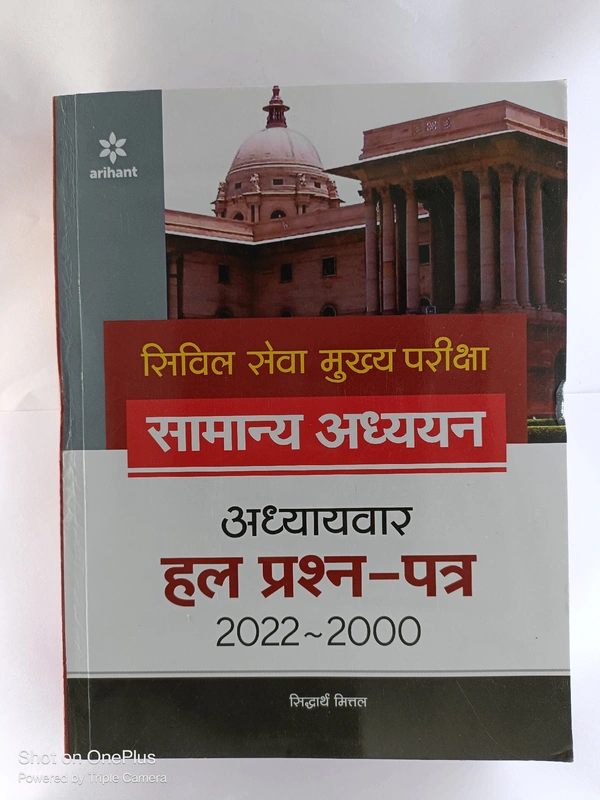 arihant
सिविल सेवा मुख्य परीक्षा
सामान्य अध्ययन
अध्यायवार
हल प्रश्न-पत्र
2022~2000
सिद्धार्थ मित्तल
Shot on OnePlus
Powered by Triple Camera